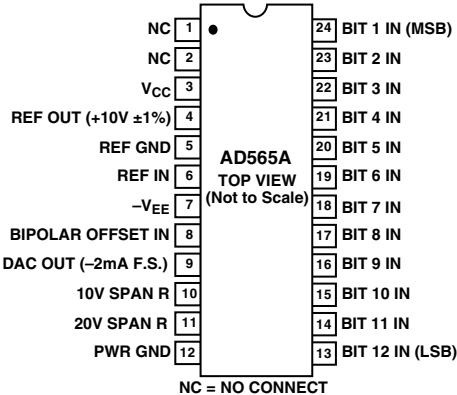 NC 1
NC 2
VCC 3
REF OUT (+10V ±1%) 4
REF GND 5
REF IN 6
–VEE 7
BIPOLAR OFFSET IN 8
DAC OUT (–2mA F.S.) 9
10V SPAN R 10
20V SPAN R 11
PWR GND 12
AD565A
TOP VIEW
(Not to Scale)
24 BIT 1 IN (MSB)
23 BIT 2 IN
22 BIT 3 IN
21 BIT 4 IN
20 BIT 5 IN
19 BIT 6 IN
18 BIT 7 IN
17 BIT 8 IN
16 BIT 9 IN
15 BIT 10 IN
14 BIT 11 IN
13 BIT 12 IN (LSB)
NC = NO CONNECT